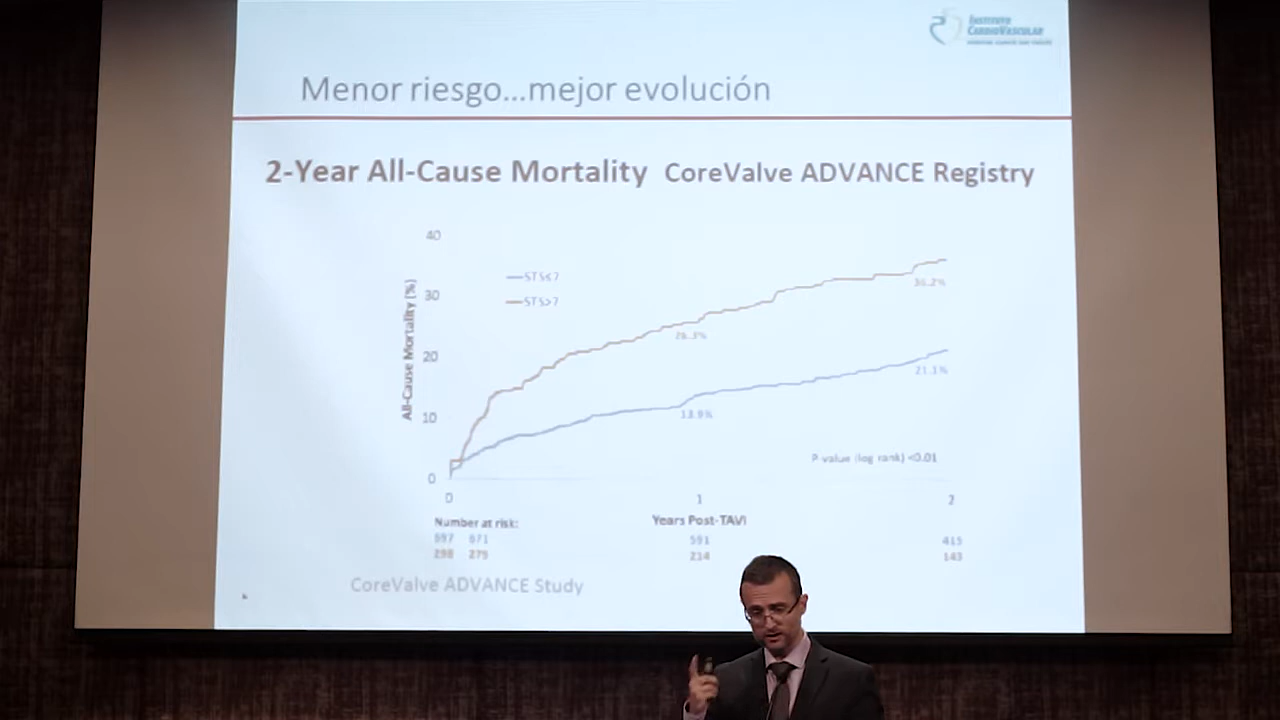 INSTITUTO
CARDIOVASCULAR
Menor riesgo...mejor evolución
2-Year All-Cause Mortality CoreValve ADVANCE Registry
All-Cause Mortality (%)
40
30
20
10
0
STS≤7
STS>7
36.2%
26.3%
21.1%
13.9%
P-value (log rank) <0.01
0 1 2
Number at risk: Years Post-TAVI
697 671 591 415
298 275 214 143
CoreValve ADVANCE Study